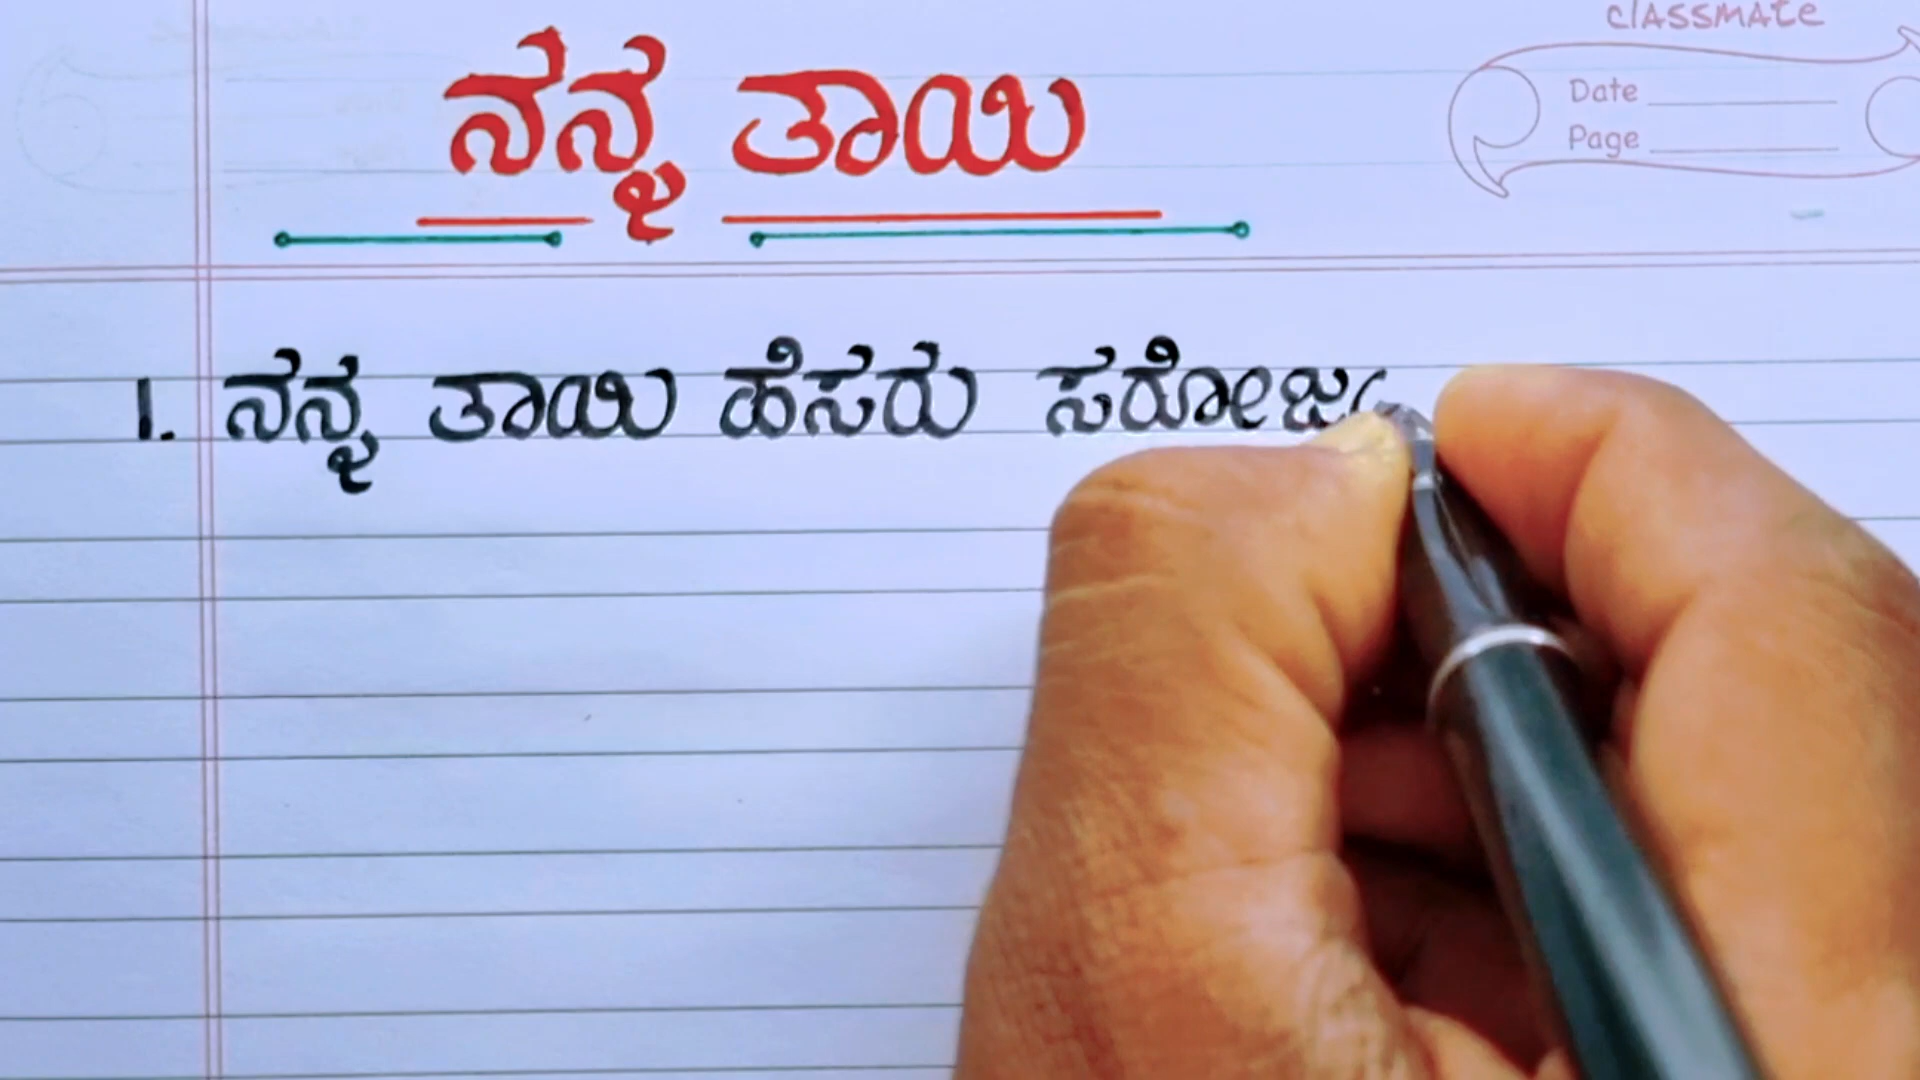 classmate
Date
Page
ನನ್ನ ತಾಯಿ
1. ನನ್ನ ತಾಯಿ ಹೆಸರು ಸರೋಜ